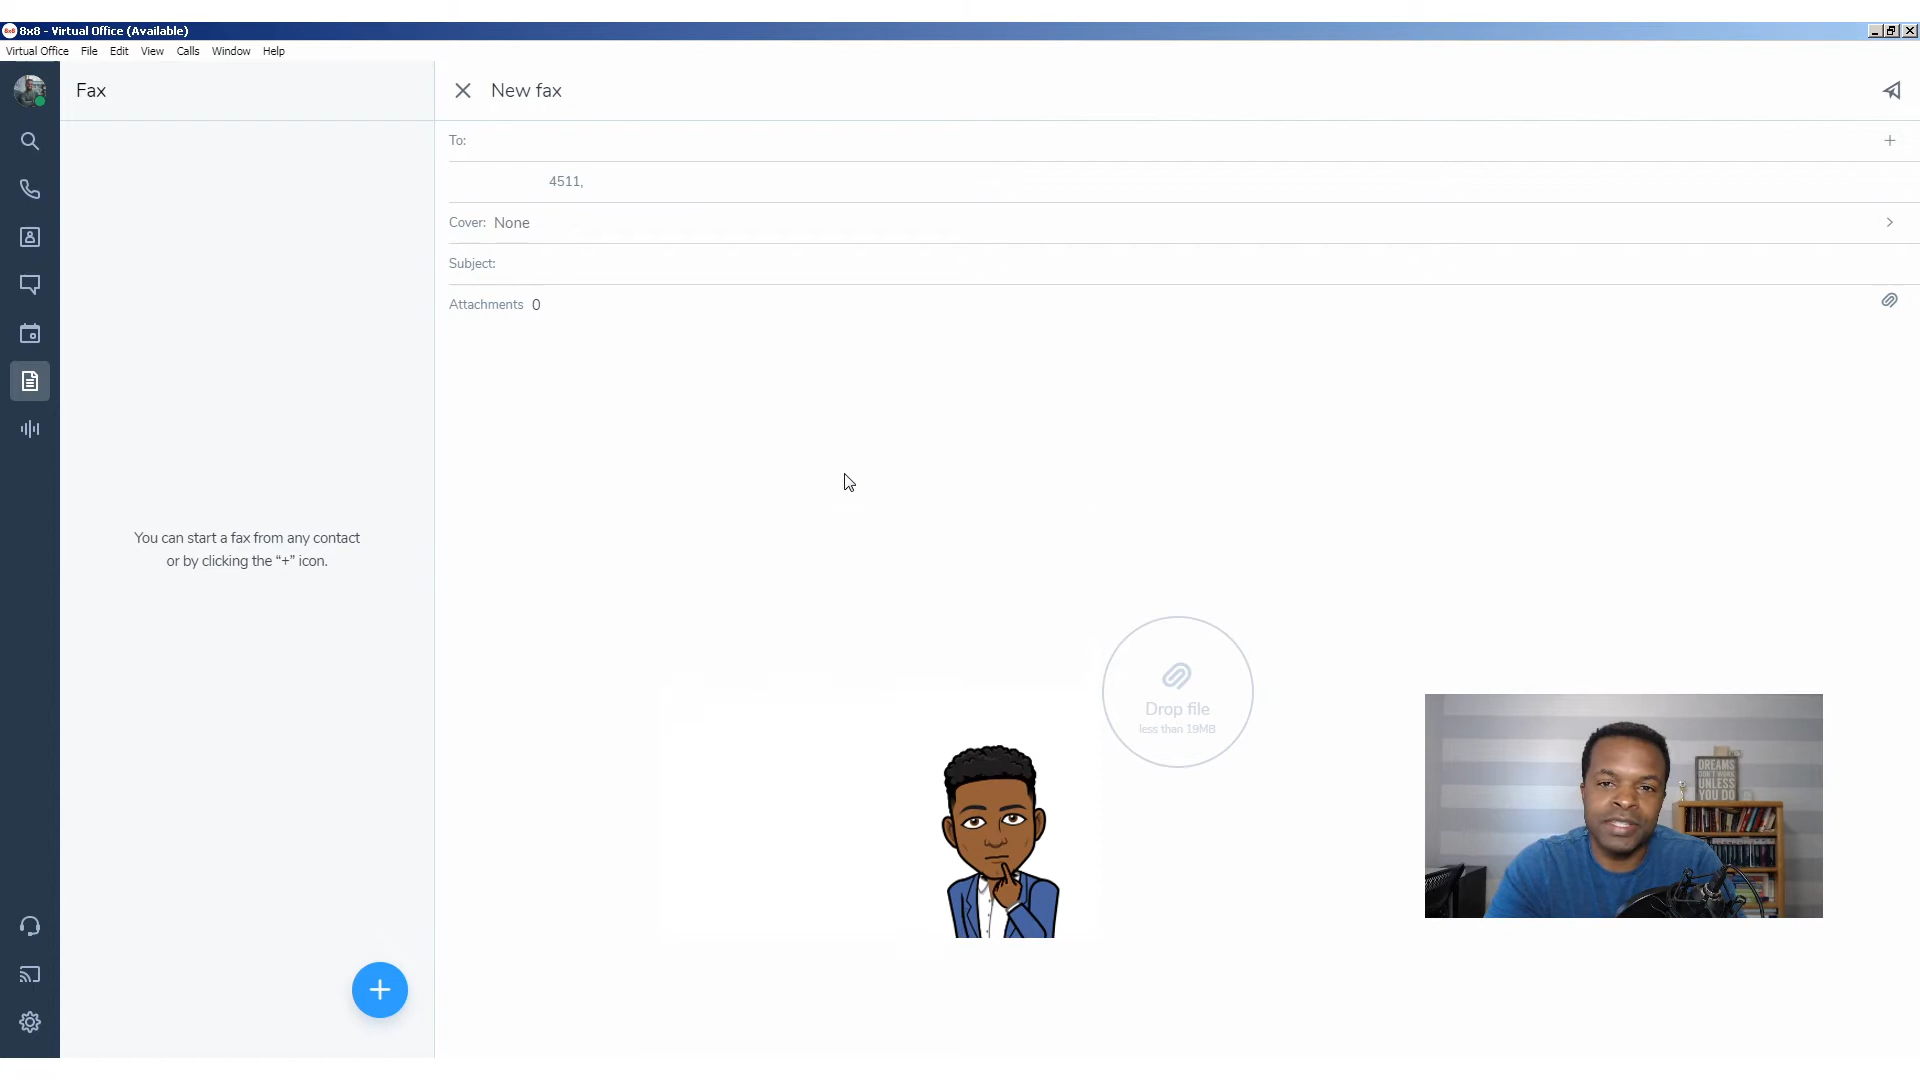 8x8 - Virtual Office (Available)
Virtual Office File Edit View Calls Window Help
Fax
New fax
To:
4511,
Cover: None
Subject:
Attachments 0
You can start a fax from any contact
or by clicking the “+” icon.
Drop file
less than 19MB
DREAMS
DON'T WORK
UNLESS
YOU DO